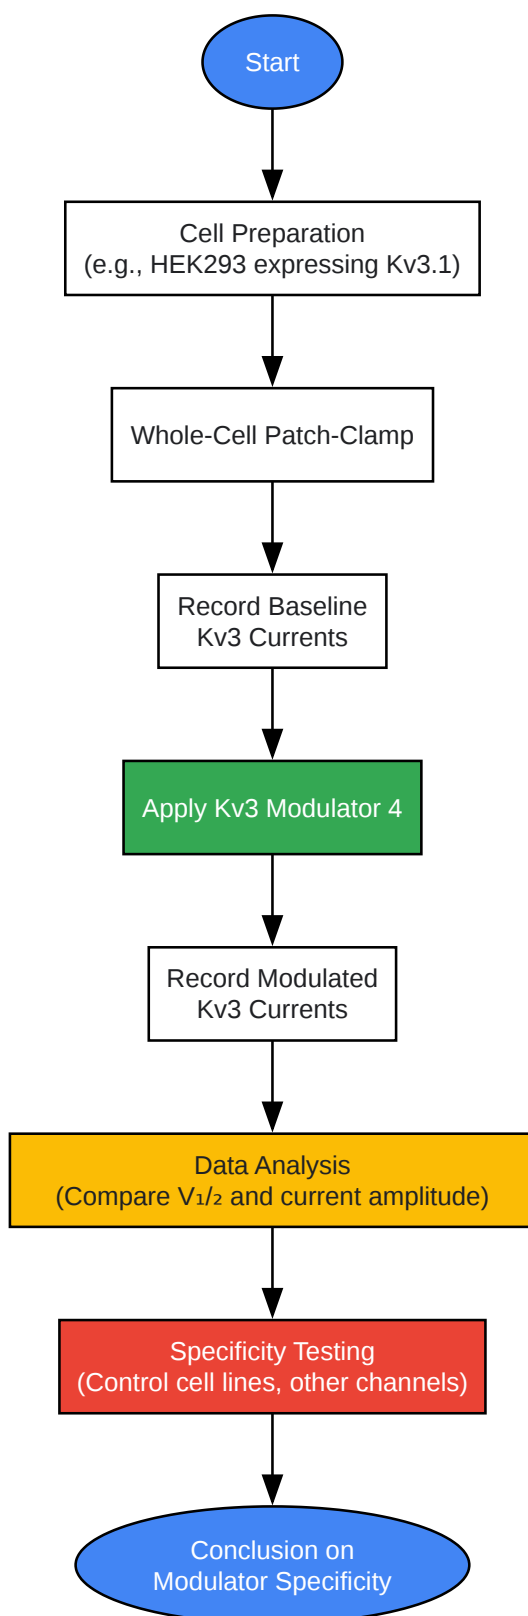 Start
Cell Preparation
(e.g., HEK293 expressing Kv3.1)
Whole-Cell Patch-Clamp
Record Baseline
Kv3 Currents
Apply Kv3 Modulator 4
Record Modulated
Kv3 Currents
Data Analysis
(Compare V₁/₂ and current amplitude)
Specificity Testing
(Control cell lines, other channels)
Conclusion on
Modulator Specificity